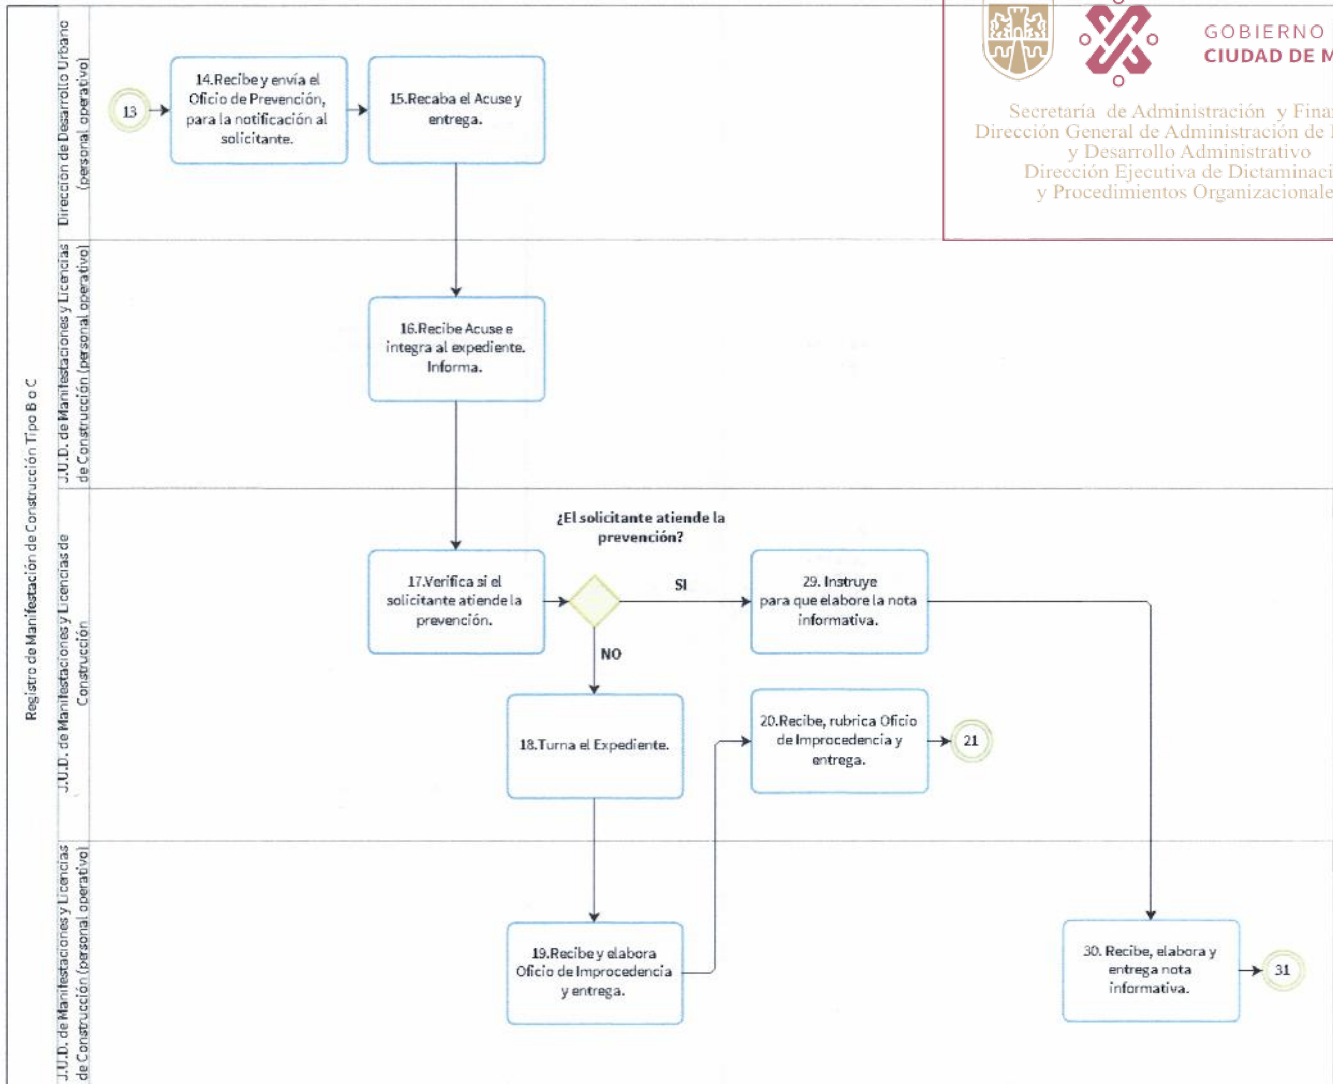 GOBIERNO
CIUDAD DE M
Secretaría de Administración y Finan
Dirección General de Administración de
y Desarrollo Administrativo
Dirección Ejecutiva de Dictaminaci
y Procedimientos Organizacionale
Registro de Manifestación de Construcción Tipo B o C
Dirección de Desarrollo Urbano
(personal operativo)
13
14.Recibe y envía el
Oficio de Prevención,
para la notificación al
solicitante.
15.Recaba el Acuse y
entrega.
J.U.D. de Manifestaciones y Licencias
de Construcción (personal operativo)
16.Recibe Acuse e
integra al expediente.
Informa.
J.U.D. de Manifestaciones y Licencias de
Construcción
17.Verifica si el
solicitante atiende la
prevención.
¿El solicitante atiende la
prevención?
SI
NO
29. Instruye
para que elabore la nota
informativa.
18.Turna el Expediente.
20.Recibe, rubrica Oficio
de Improcedencia y
entrega.
21
J.U.D. de Manifestaciones y Licencias
de Construcción (personal operativo)
19.Recibe y elabora
Oficio de Improcedencia
y entrega.
30. Recibe, elabora y
entrega nota
informativa.
31